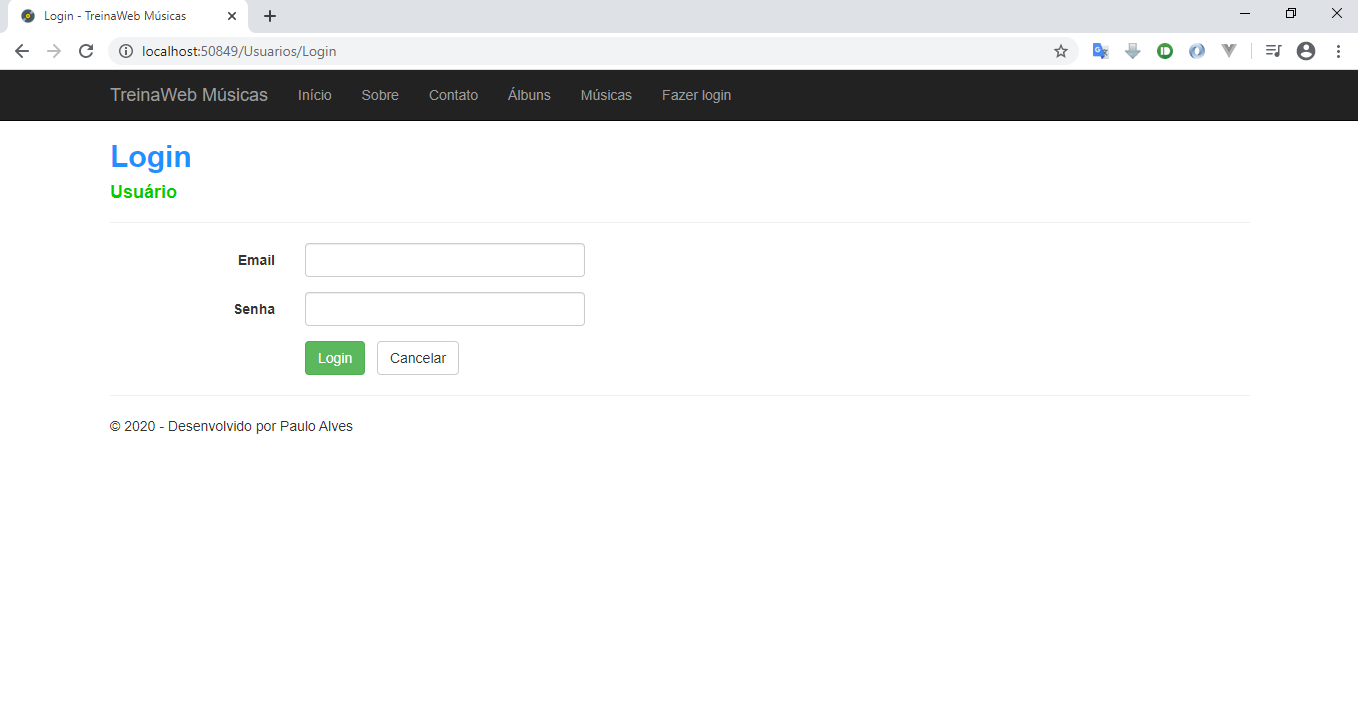 Login - TreinaWeb Músicas
localhost:50849/Usuarios/Login
TreinaWeb Músicas Início Sobre Contato Álbuns Músicas Fazer login
Login
Usuário
Email
Senha
Login Cancelar
© 2020 - Desenvolvido por Paulo Alves